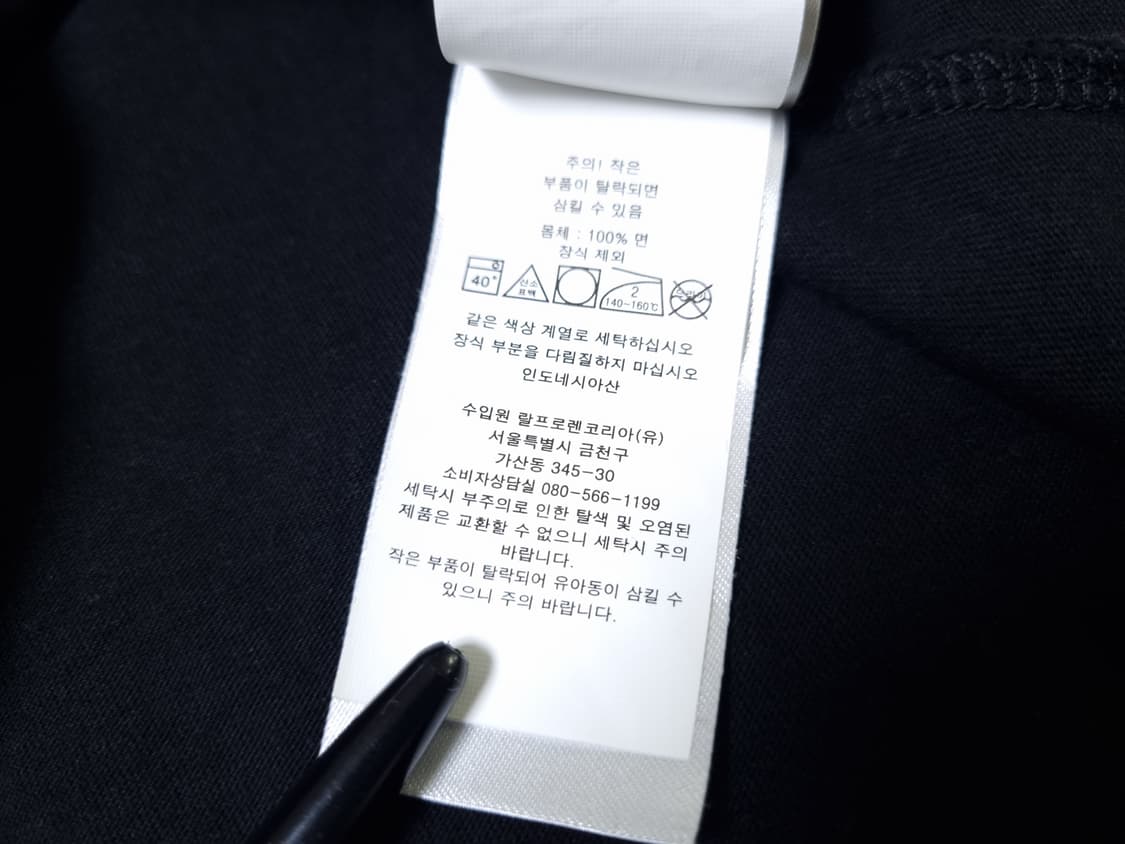 주의! 작은
부품이 탈락되면
삼킬 수 있음
몸체 : 100% 면
장식 제외
40°
산소
표백
2
140-160℃
드라이
같은 색상 계열로 세탁하십시오
장식 부분을 다림질하지 마십시오
인도네시아산
수입원 랄프로렌코리아(유)
서울특별시 금천구
가산동 345-30
소비자상담실 080-566-1199
세탁시 부주의로 인한 탈색 및 오염된
제품은 교환할 수 없으니 세탁시 주의
바랍니다.
작은 부품이 탈락되어 유아동이 삼킬 수
있으니 주의 바랍니다.